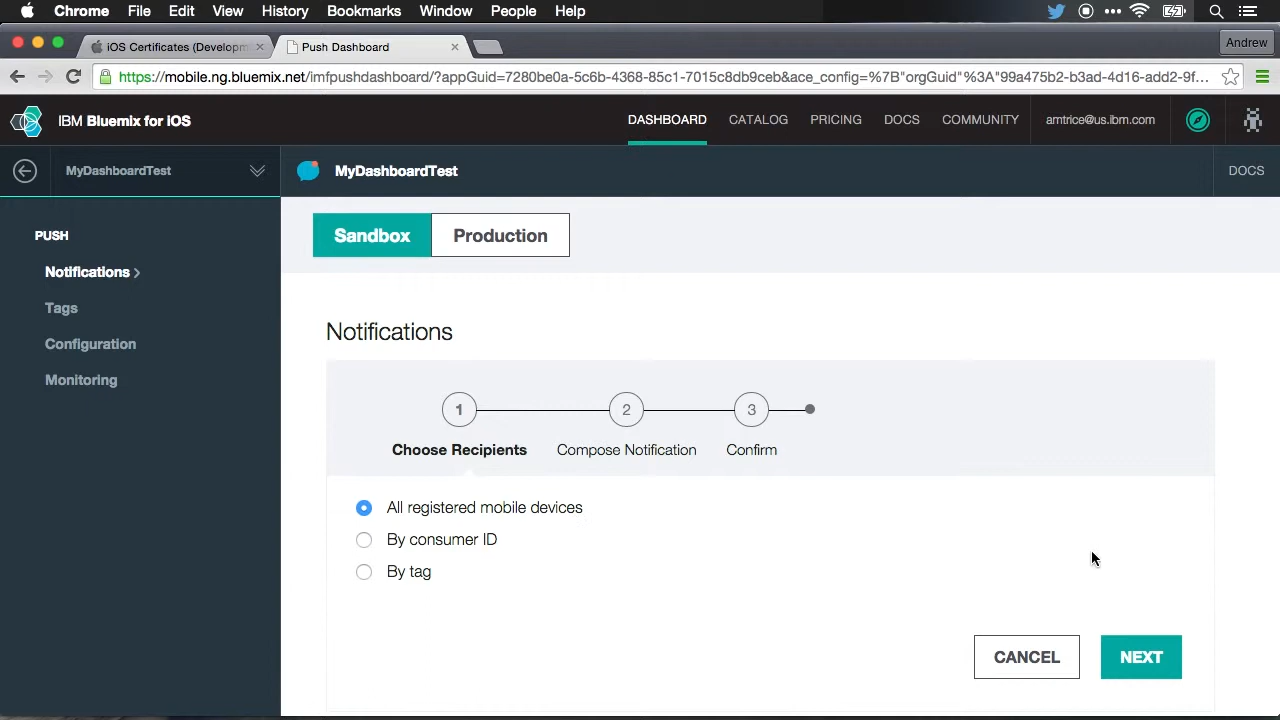 Chrome File Edit View History Bookmarks Window People Help
iOS Certificates (Developm
Push Dashboard
Andrew
https://mobile.ng.bluemix.net/imfpushdashboard/?appGuid=7280be0a-5c6b-4368-85c1-7015c8db9ceb&ace_config=%7B"orgGuid"%3A"99a475b2-b3ad-4d16-add2-9f...
IBM Bluemix for iOS
DASHBOARD CATALOG PRICING DOCS COMMUNITY amtrice@us.ibm.com
MyDashboardTest
MyDashboardTest
DOCS
PUSH
Notifications
Tags
Configuration
Monitoring
Sandbox Production
Notifications
1 2 3
Choose Recipients Compose Notification Confirm
All registered mobile devices
By consumer ID
By tag
CANCEL NEXT